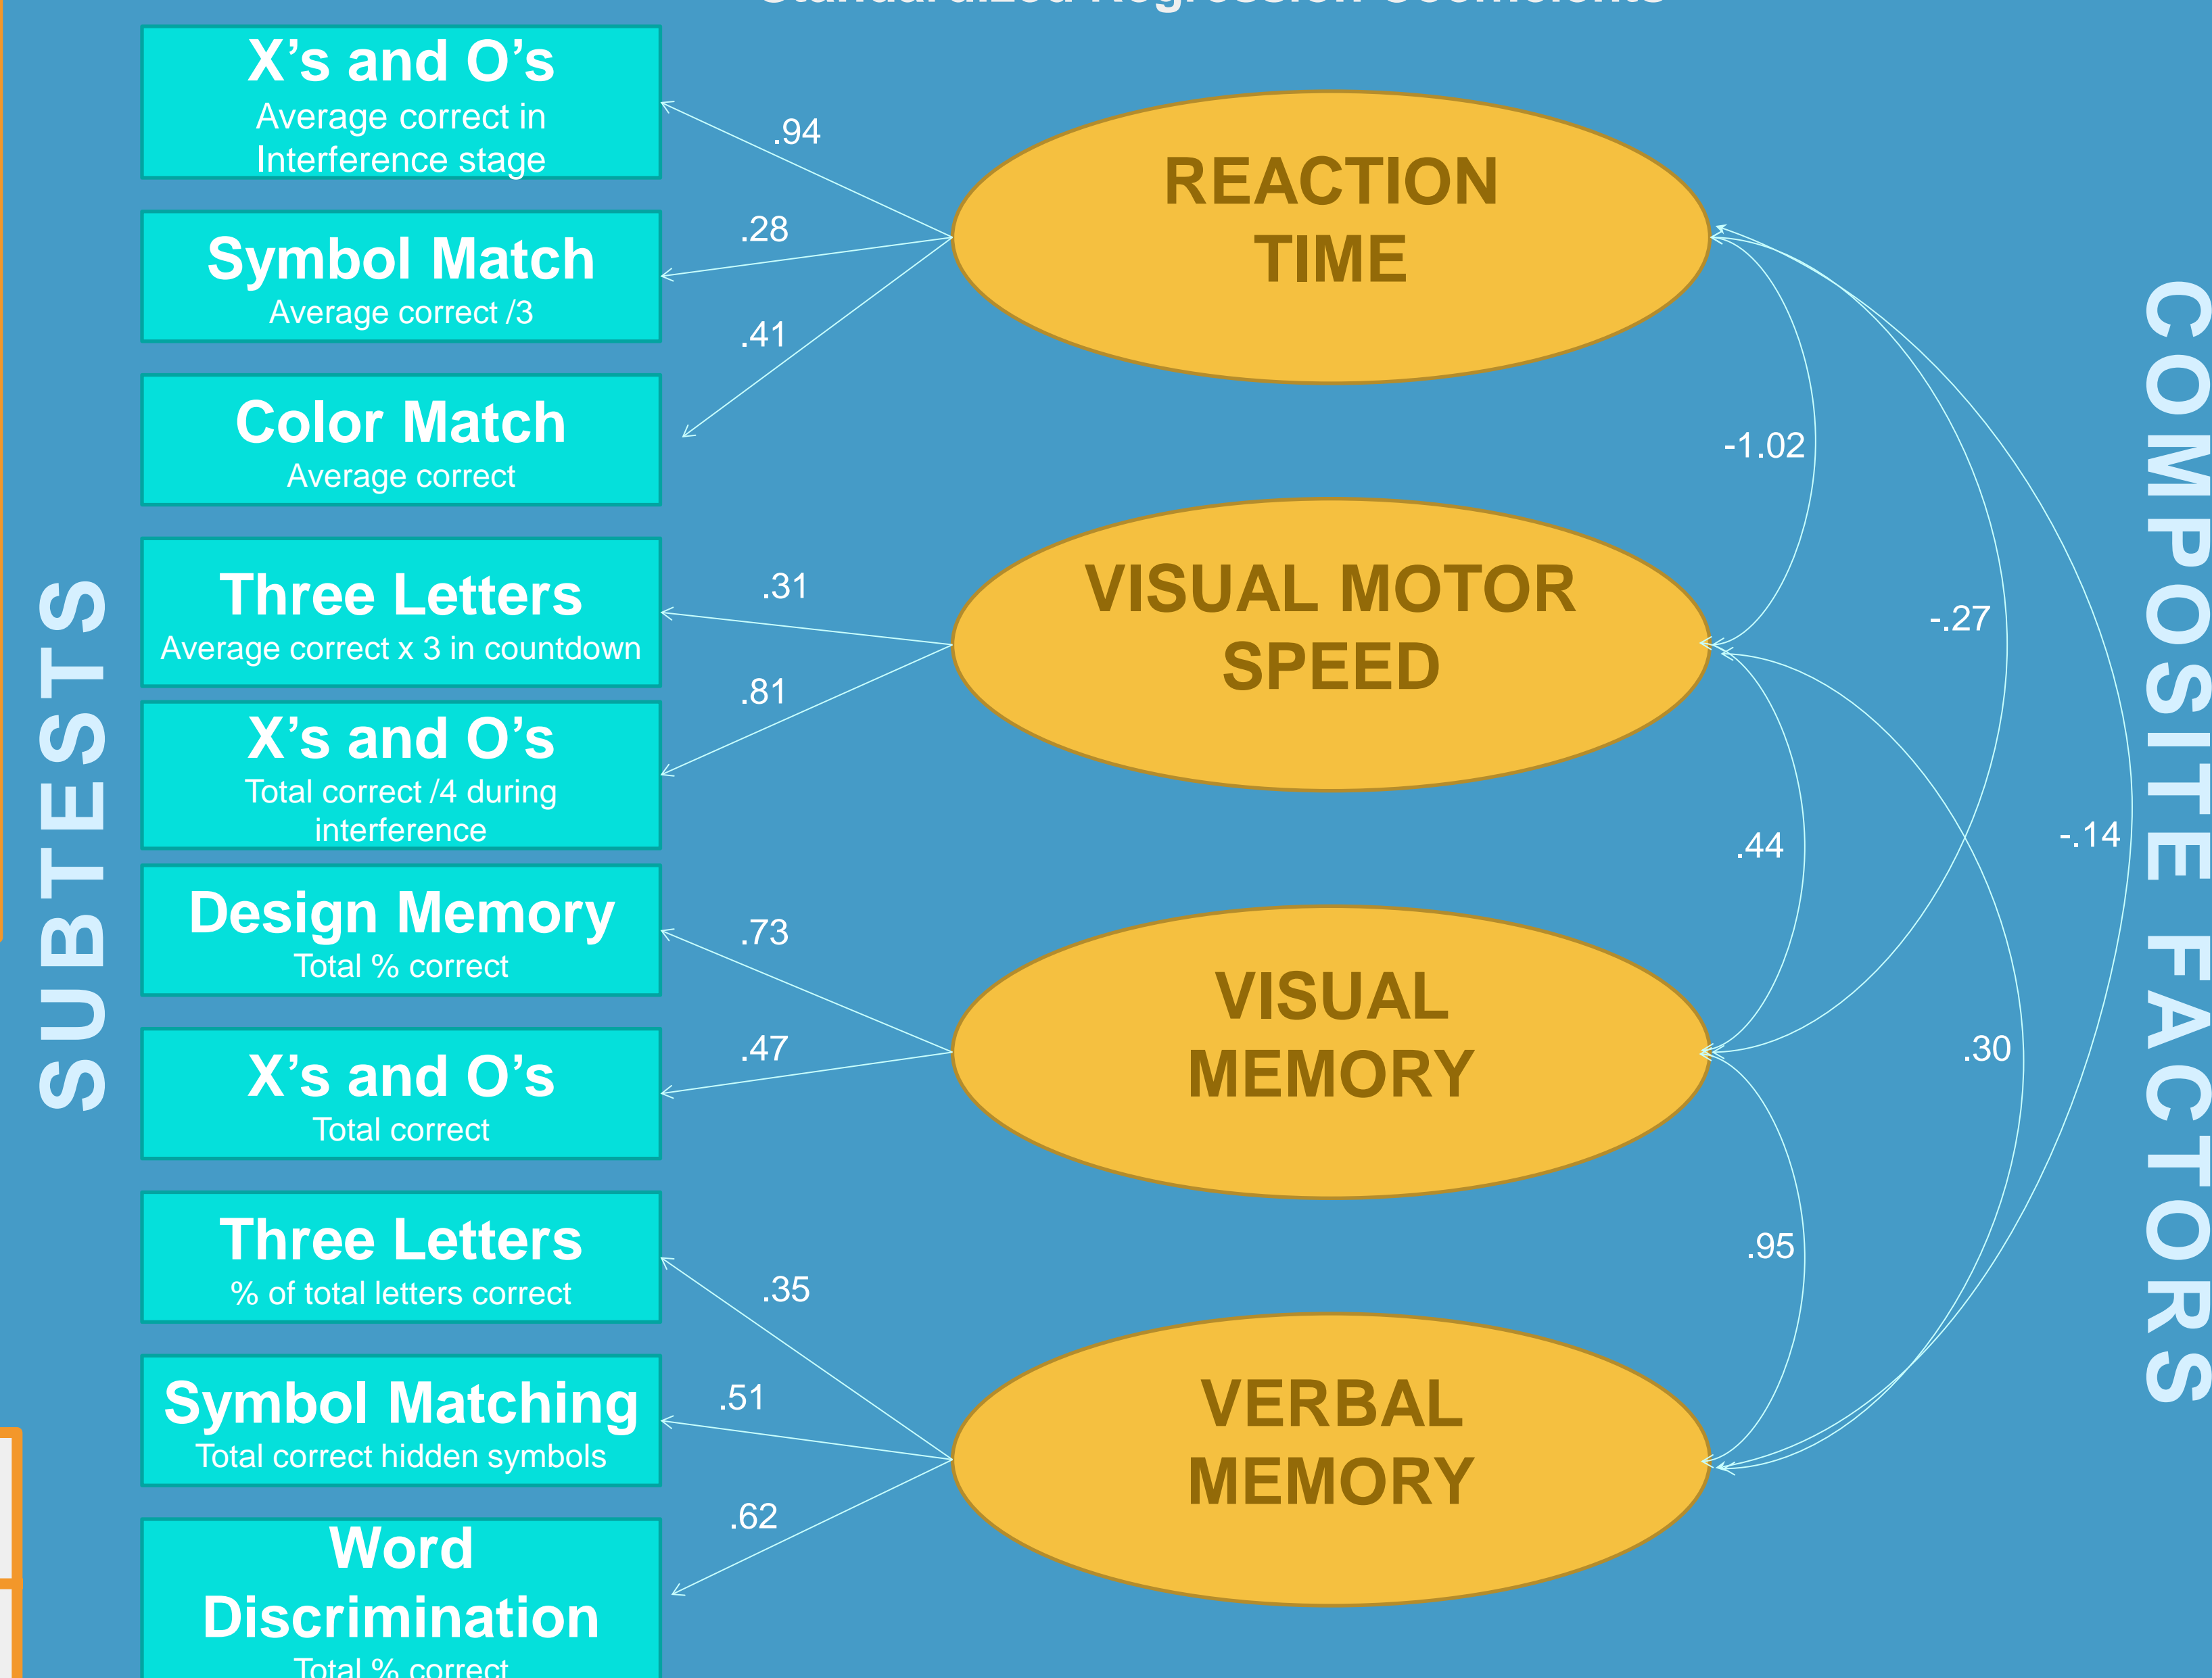 Standardized Regression Coefficients
X’s and O’s
Average correct in
Interference stage
Symbol Match
Average correct /3
Color Match
Average correct
Three Letters
Average correct x 3 in countdown
X’s and O’s
Total correct /4 during
interference
Design Memory
Total % correct
X’s and O’s
Total correct
Three Letters
% of total letters correct
Symbol Matching
Total correct hidden symbols
Word
Discrimination
Total % correct
SUBTESTS
.94
.28
.41
.31
.81
.73
.47
.35
.51
.62
REACTION
TIME
VISUAL MOTOR
SPEED
VISUAL
MEMORY
VERBAL
MEMORY
-1.02
-.27
-.14
.44
.30
.95
COMPOSITE FACTORS